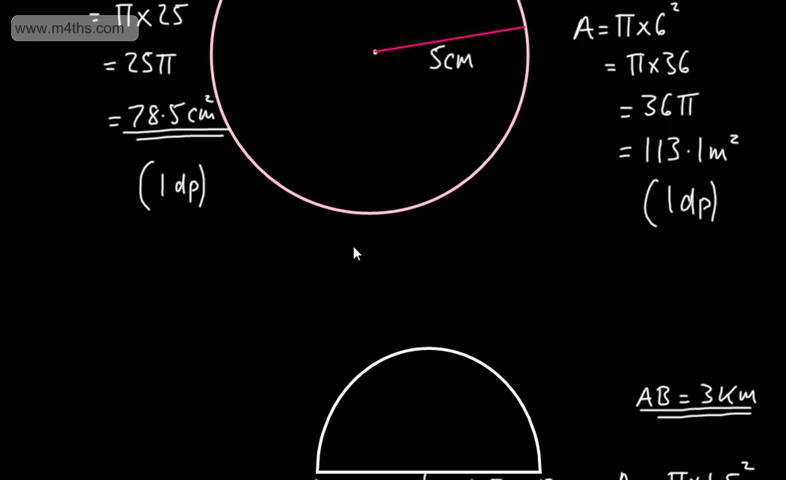 = π×25
www.m4ths.com
= 25π
= 78.5cm²
(1dp)
5cm
A = π×6²
= π×36
= 36π
= 113.1m²
(1dp)
AB = 3Km